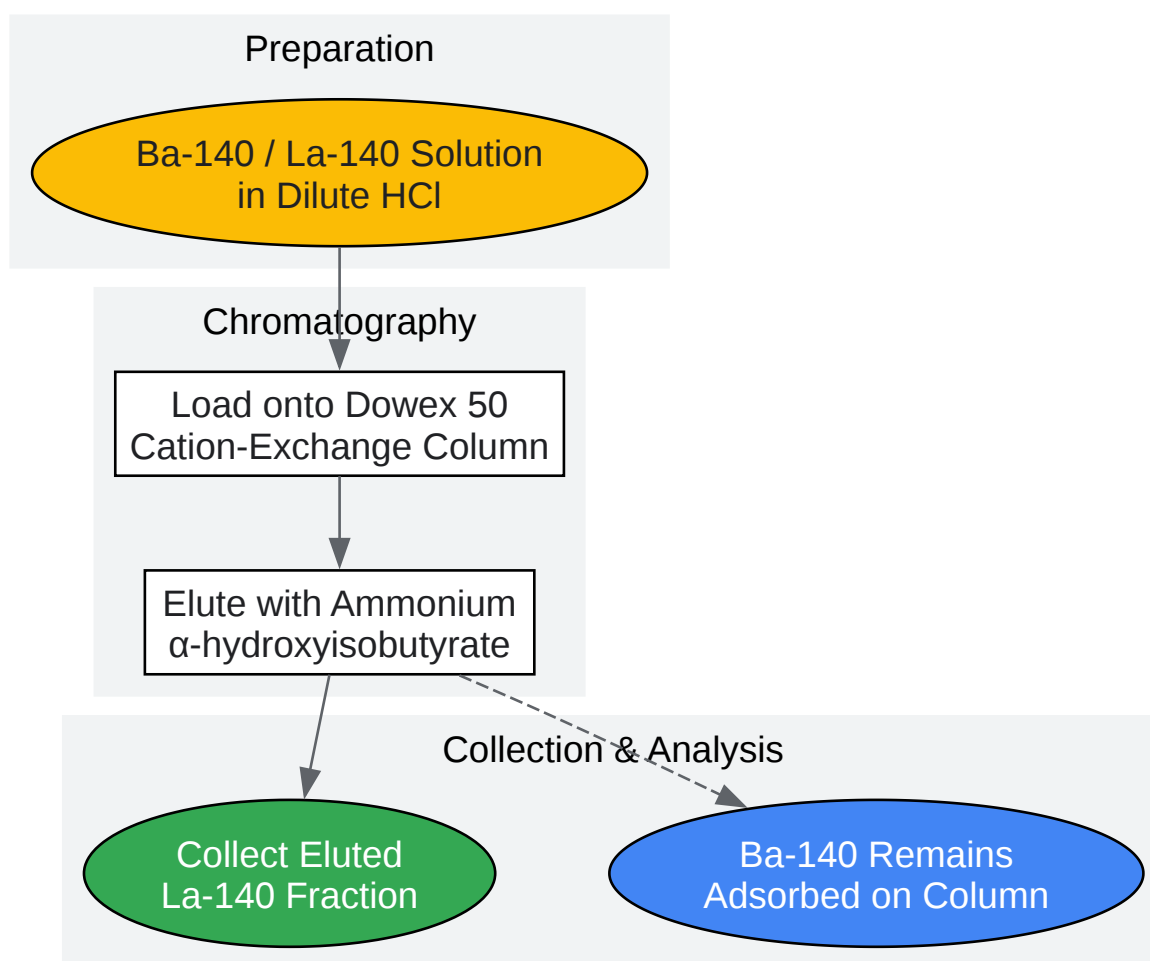 Preparation
Ba-140 / La-140 Solution
in Dilute HCl
Chromatography
Load onto Dowex 50
Cation-Exchange Column
Elute with Ammonium
α-hydroxyisobutyrate
Collection & Analysis
Collect Eluted
La-140 Fraction
Ba-140 Remains
Adsorbed on Column